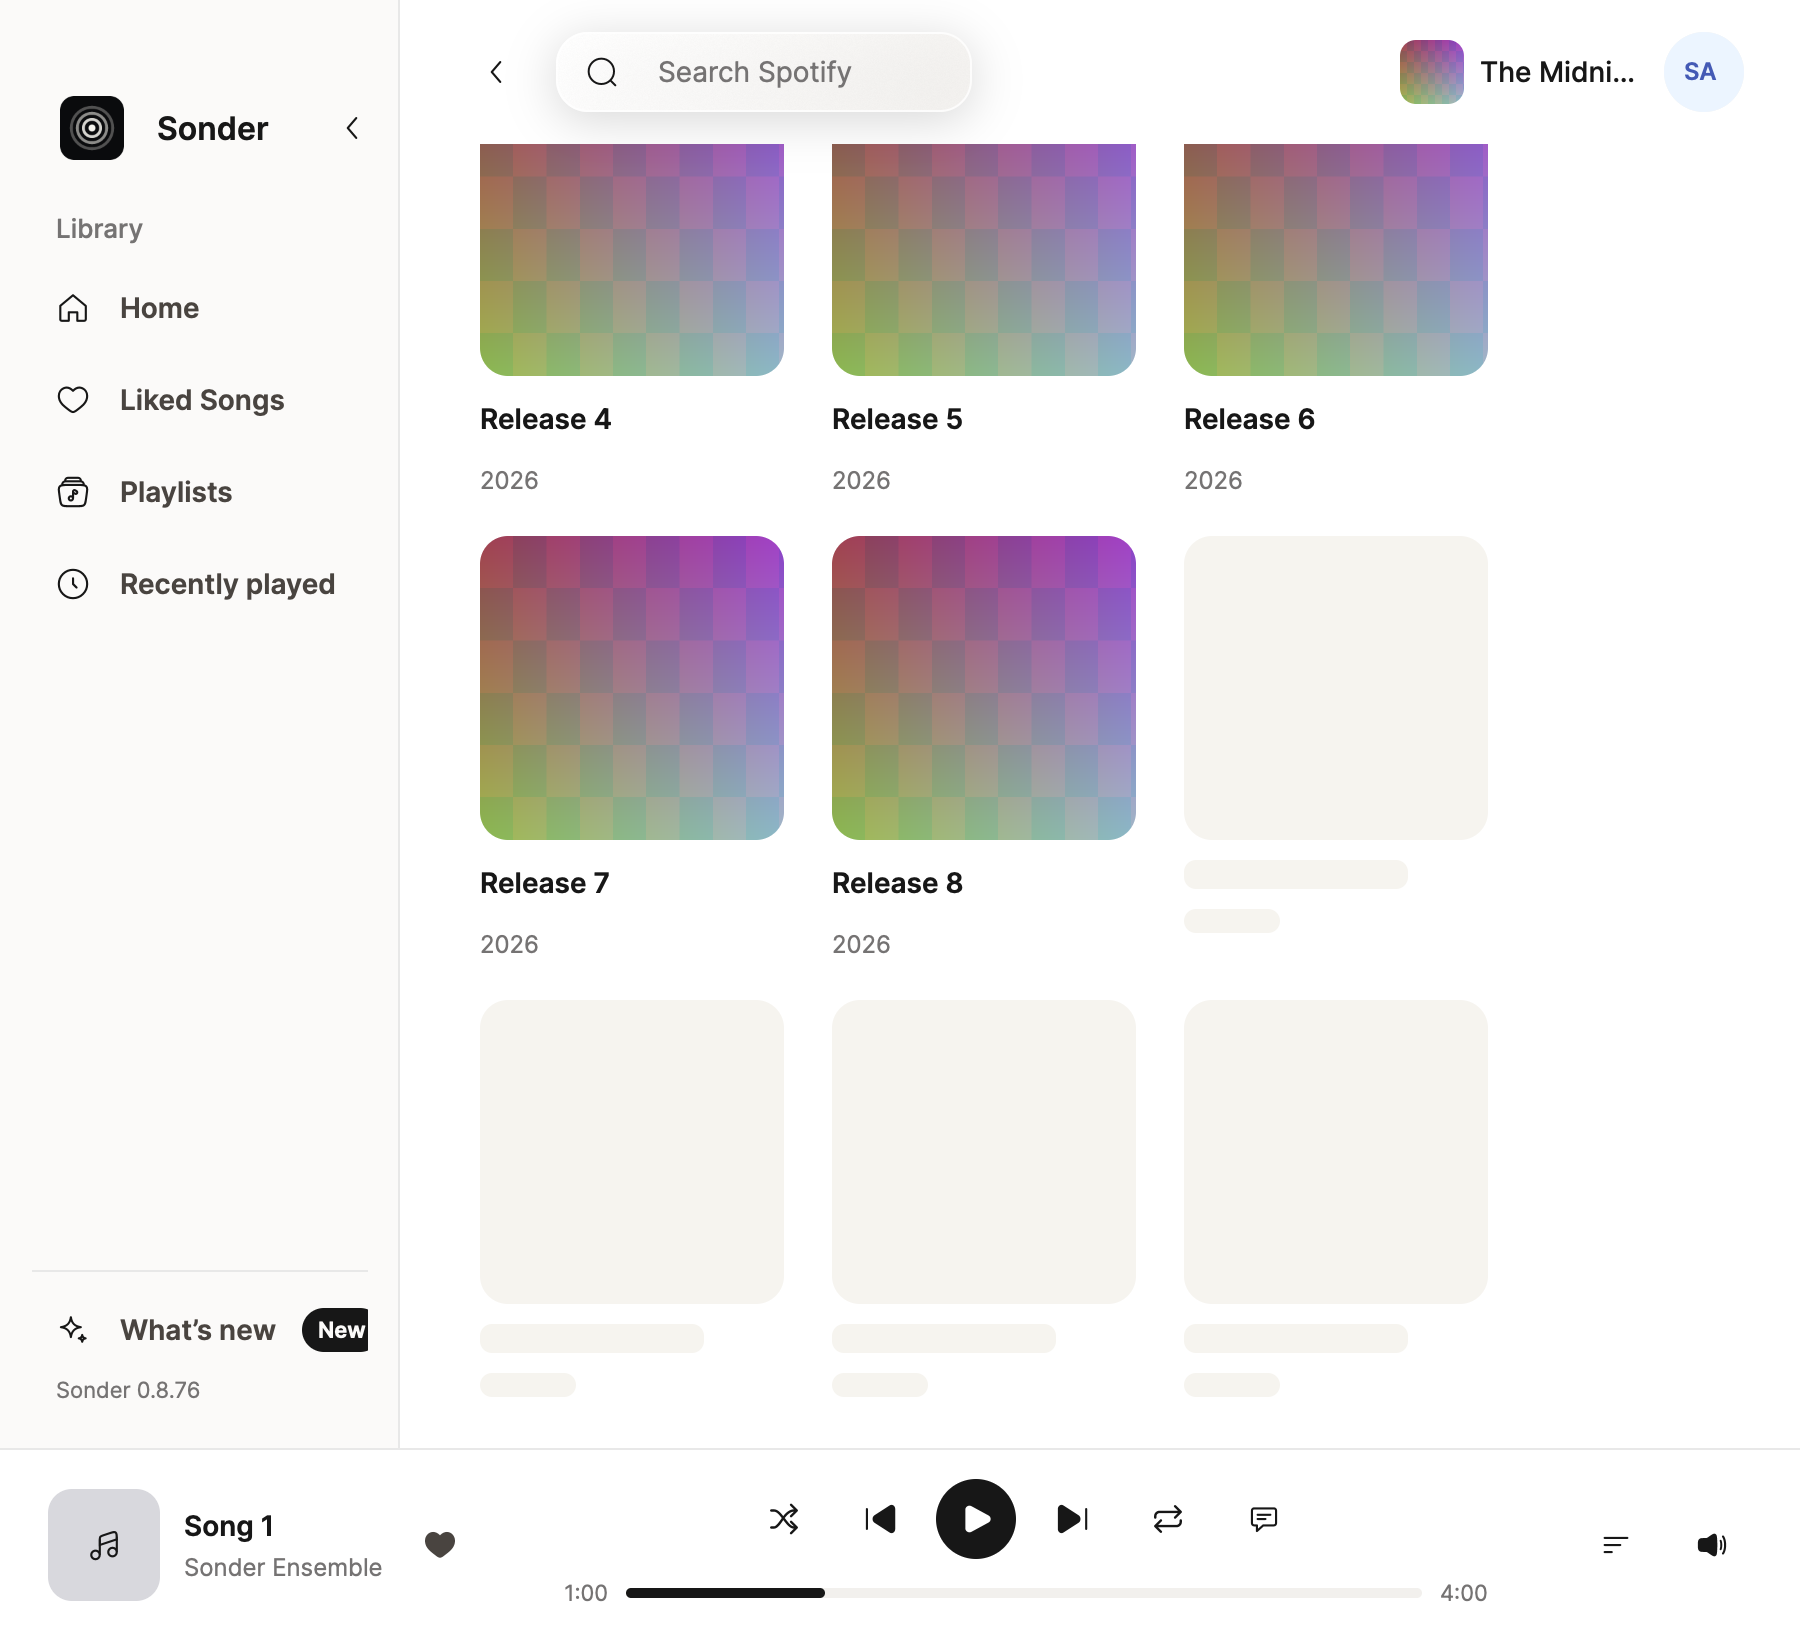 Search Spotify
The Midni...
SA
Sonder
Library
Home
Liked Songs
Playlists
Recently played
Release 4
Release 5
Release 6
2026
2026
2026
Release 7
Release 8
2026
2026
What’s new
New
Sonder 0.8.76
Song 1
Sonder Ensemble
1:00
4:00